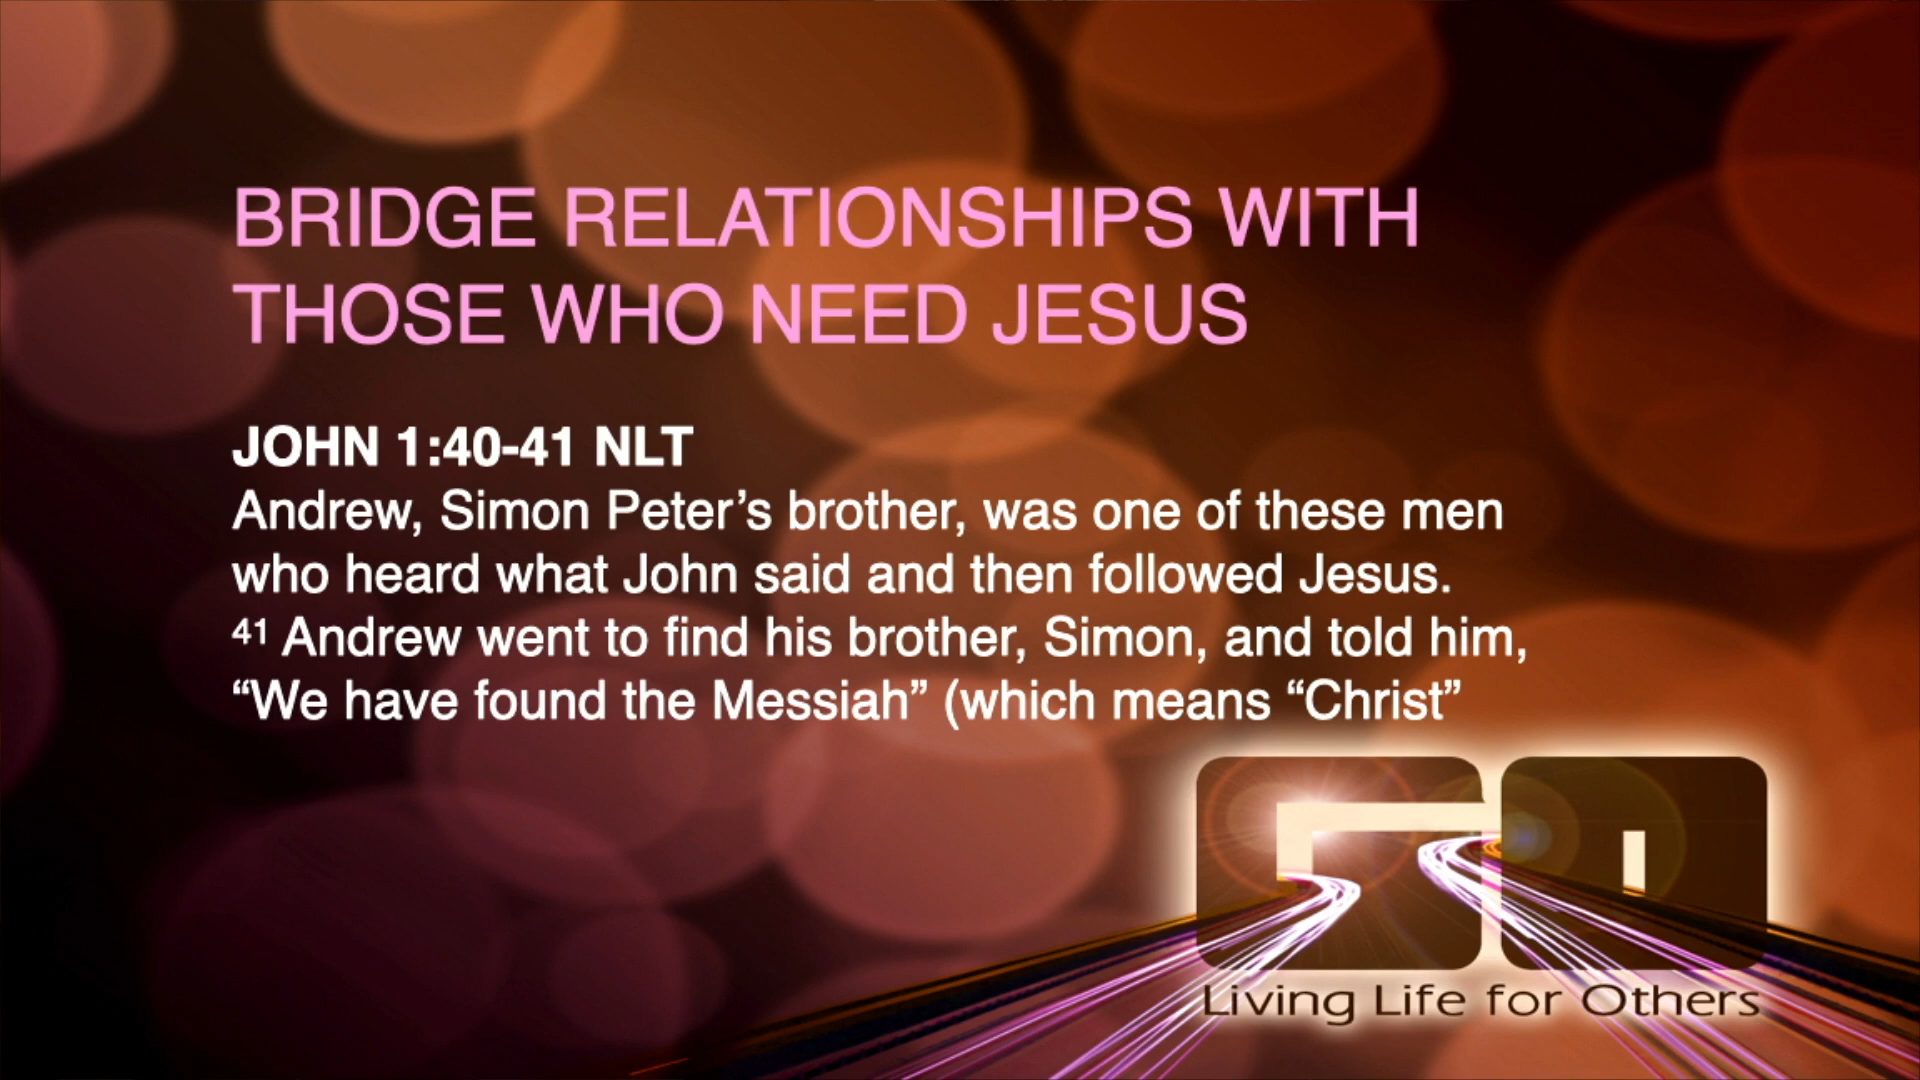 BRIDGE RELATIONSHIPS WITH
THOSE WHO NEED JESUS
JOHN 1:40-41 NLT
Andrew, Simon Peter’s brother, was one of these men
who heard what John said and then followed Jesus.
41 Andrew went to find his brother, Simon, and told him,
“We have found the Messiah” (which means “Christ”
Living Life for Others